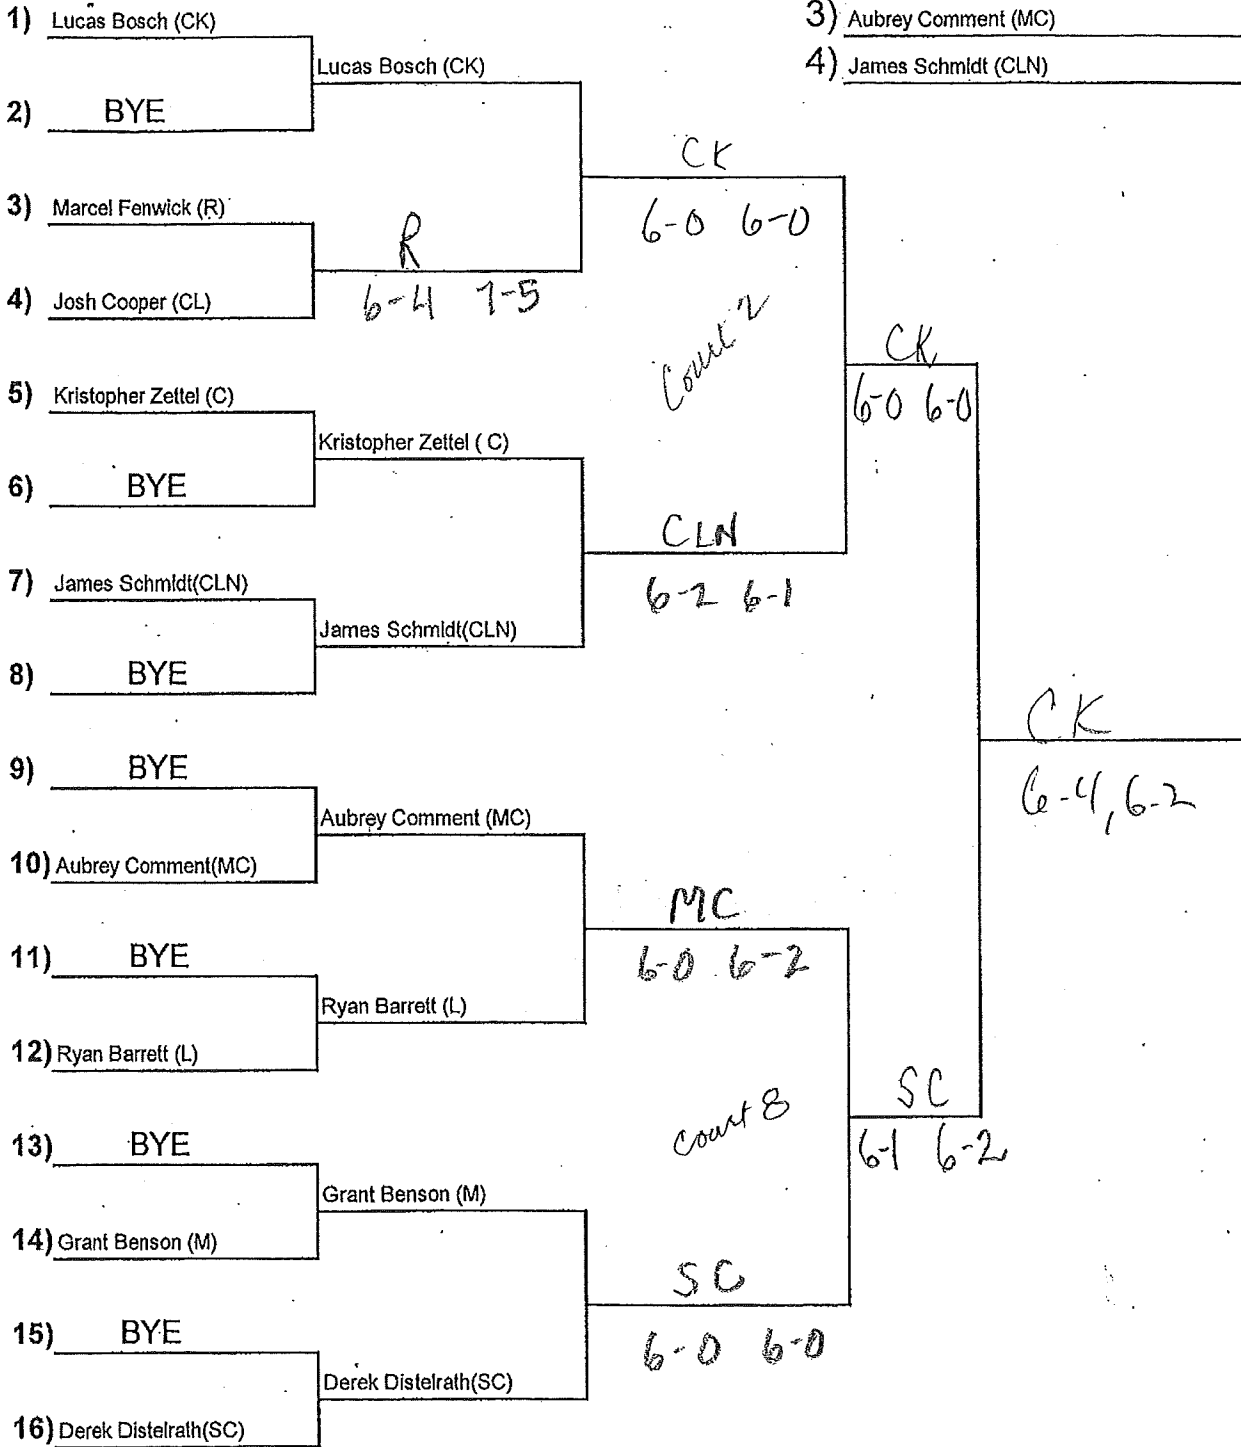 1) Lucas Bosch (CK)
3) Aubrey Comment (MC)
Lucas Bosch (CK)
4) James Schmidt (CLN)
2) BYE
CK
3) Marcel Fenwick (R)
6-0 6-0
R
4) Josh Cooper (CL)
6-4 7-5
Court 2
CK
5) Kristopher Zettel (C)
6-0 6-0
Kristopher Zettel ( C)
6) BYE
CLN
7) James Schmidt(CLN)
6-2 6-1
James Schmidt(CLN)
8) BYE
CK
9) BYE
6-4, 6-2
Aubrey Comment (MC)
10) Aubrey Comment(MC)
MC
11) BYE
6-0 6-2
Ryan Barrett (L)
12) Ryan Barrett (L)
SC
Court 8
13) BYE
6-1 6-2
Grant Benson (M)
14) Grant Benson (M)
SC
15) BYE
6-0 6-0
Derek Distelrath(SC)
16) Derek Distelrath(SC)